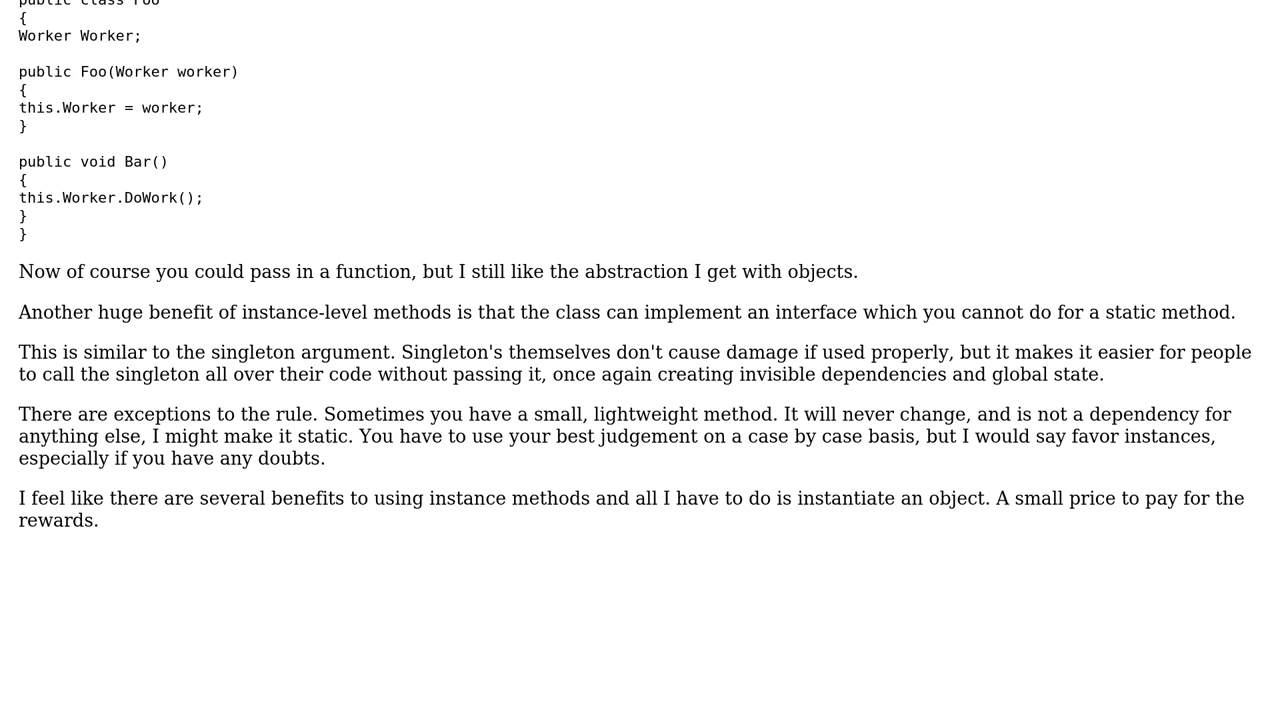 public class Foo
{
Worker Worker;

public Foo(Worker worker)
{
this.Worker = worker;
}

public void Bar()
{
this.Worker.DoWork();
}
}
Now of course you could pass in a function, but I still like the abstraction I get with objects.
Another huge benefit of instance-level methods is that the class can implement an interface which you cannot do for a static method.
This is similar to the singleton argument. Singleton's themselves don't cause damage if used properly, but it makes it easier for people
to call the singleton all over their code without passing it, once again creating invisible dependencies and global state.
There are exceptions to the rule. Sometimes you have a small, lightweight method. It will never change, and is not a dependency for
anything else, I might make it static. You have to use your best judgement on a case by case basis, but I would say favor instances,
especially if you have any doubts.
I feel like there are several benefits to using instance methods and all I have to do is instantiate an object. A small price to pay for the
rewards.